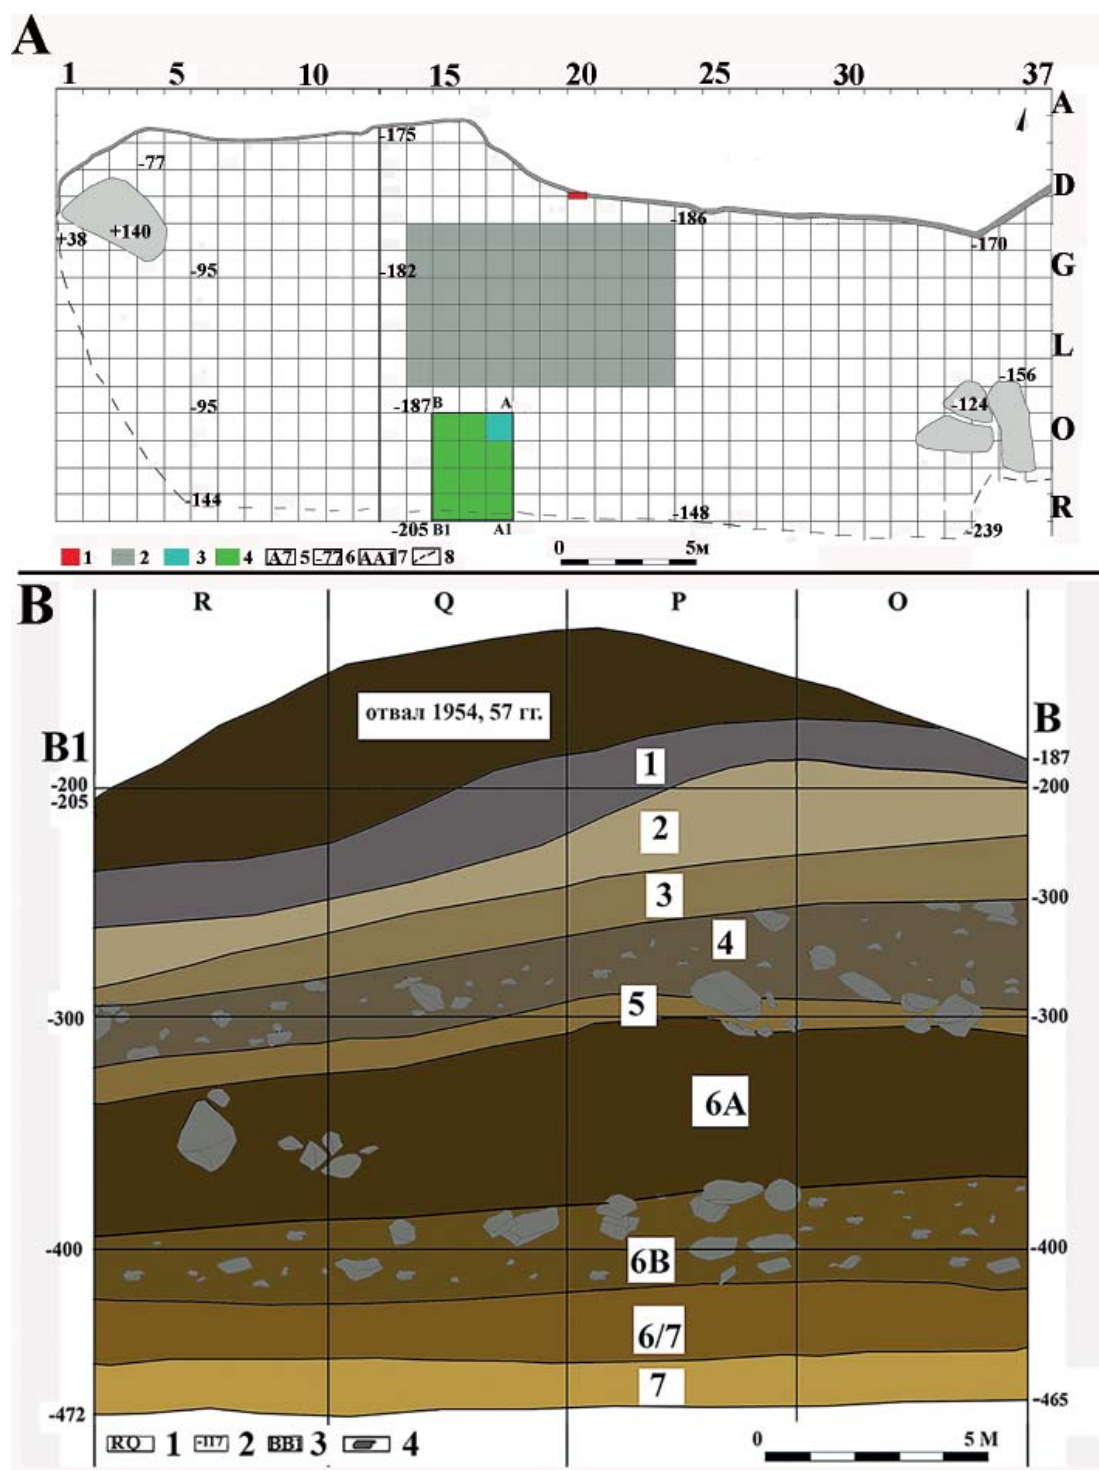 A
1 5 10 15 20 25 30 37
A
-175
-77
D
-186
+38 +140
-170
-95 -182
G
L
-156
-95 -187 B A -124
O
-144
-148
R
-205 B1 A1 -239
1 2 3 4 A7 5 -77 6 AA1 7 8
0 5м
B
R Q P O
отвал 1954, 57 гг.
B1
B
1
-187
-200 -200
-205
2
3
-300
4
5
-300 -300
6A
-400 -400
6B
6/7
7
-472 -465
RQ 1 -117 2 BB1 3 4
0 5 М